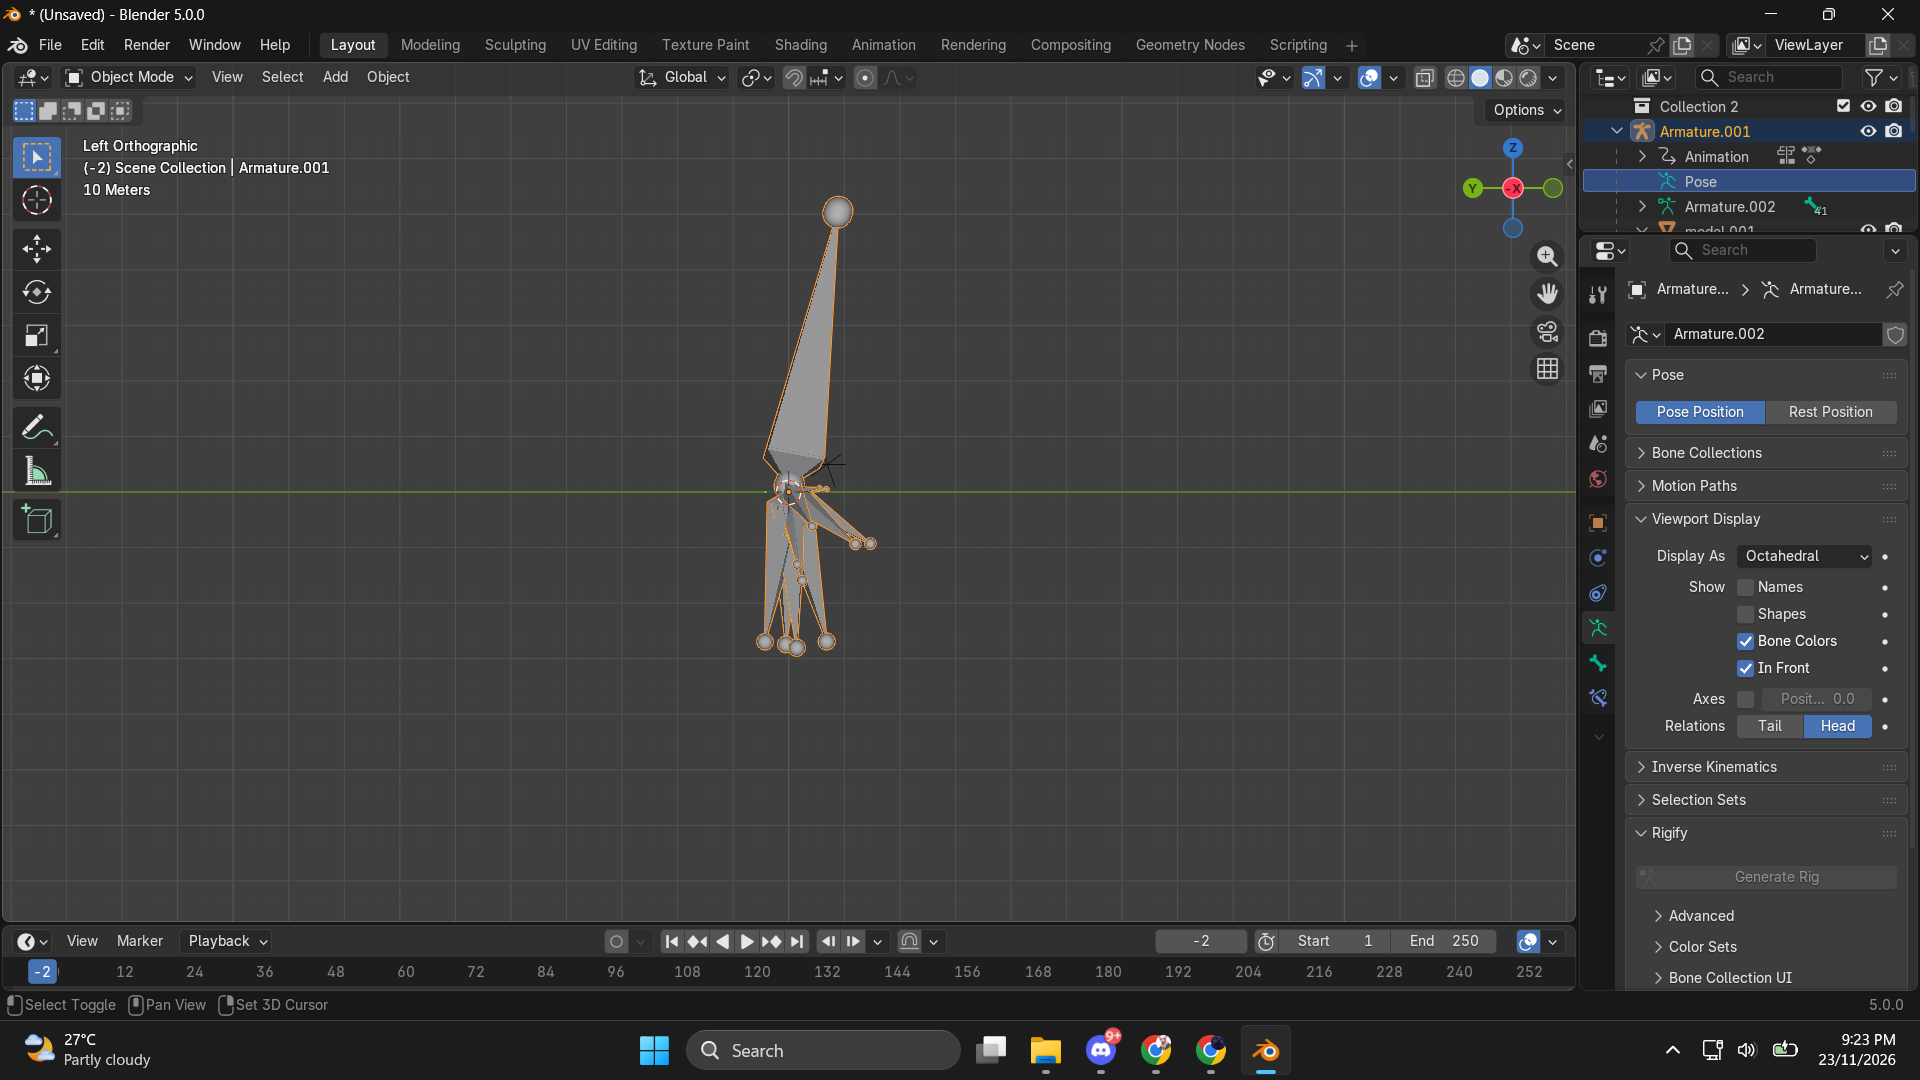 * (Unsaved) - Blender 5.0.0
File Edit Render Window Help Layout Modeling Sculpting UV Editing Texture Paint Shading Animation Rendering Compositing Geometry Nodes Scripting Scene ViewLayer
Object Mode View Select Add Object Global
Options
Left Orthographic
(-2) Scene Collection | Armature.001
10 Meters
Z
Y
-X
Search
Collection 2
Armature.001
Animation
Pose
Armature.002 41
model.001
Search
Armature... Armature...
Armature.002
Pose
Pose Position Rest Position
Bone Collections
Motion Paths
Viewport Display
Display As Octahedral
Show Names
Shapes
Bone Colors
In Front
Axes Posit... 0.0
Relations Tail Head
Inverse Kinematics
Selection Sets
Rigify
Generate Rig
Advanced
Color Sets
Bone Collection UI
View Marker Playback -2 Start 1 End 250
-2 12 24 36 48 60 72 84 96 108 120 132 144 156 168 180 192 204 216 228 240 252
Select Toggle Pan View Set 3D Cursor 5.0.0
27°C
Partly cloudy
Search
9+
9:23 PM
23/11/2026